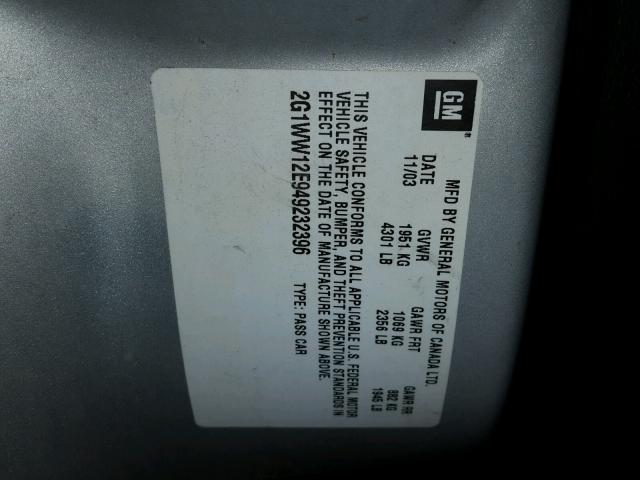 GM
MFD BY GENERAL MOTORS OF CANADA LTD.
DATE GVWR GAWR FRT GAWR RR
11/03 1951 KG 1069 KG 882 KG
4301 LB 2356 LB 1945 LB
THIS VEHICLE CONFORMS TO ALL APPLICABLE U.S. FEDERAL MOTOR
VEHICLE SAFETY, BUMPER, AND THEFT PREVENTION STANDARDS IN
EFFECT ON THE DATE OF MANUFACTURE SHOWN ABOVE.
2G1WW12E949232396 TYPE: PASS CAR